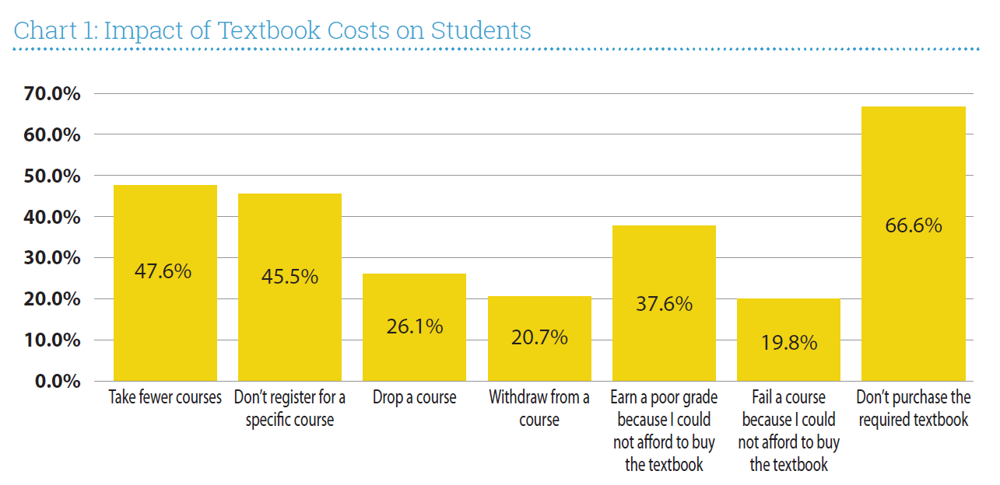 Chart 1: Impact of Textbook Costs on Students
70.0%
60.0%
50.0%
40.0%
30.0%
20.0%
10.0%
0.0%
47.6%
45.5%
26.1%
20.7%
37.6%
19.8%
66.6%
Take fewer courses
Don’t register for a
specific course
Drop a course
Withdraw from a
course
Earn a poor grade
because I could
not afford to buy
the textbook
Fail a course
because I could
not afford to buy
the textbook
Don’t purchase the
required textbook